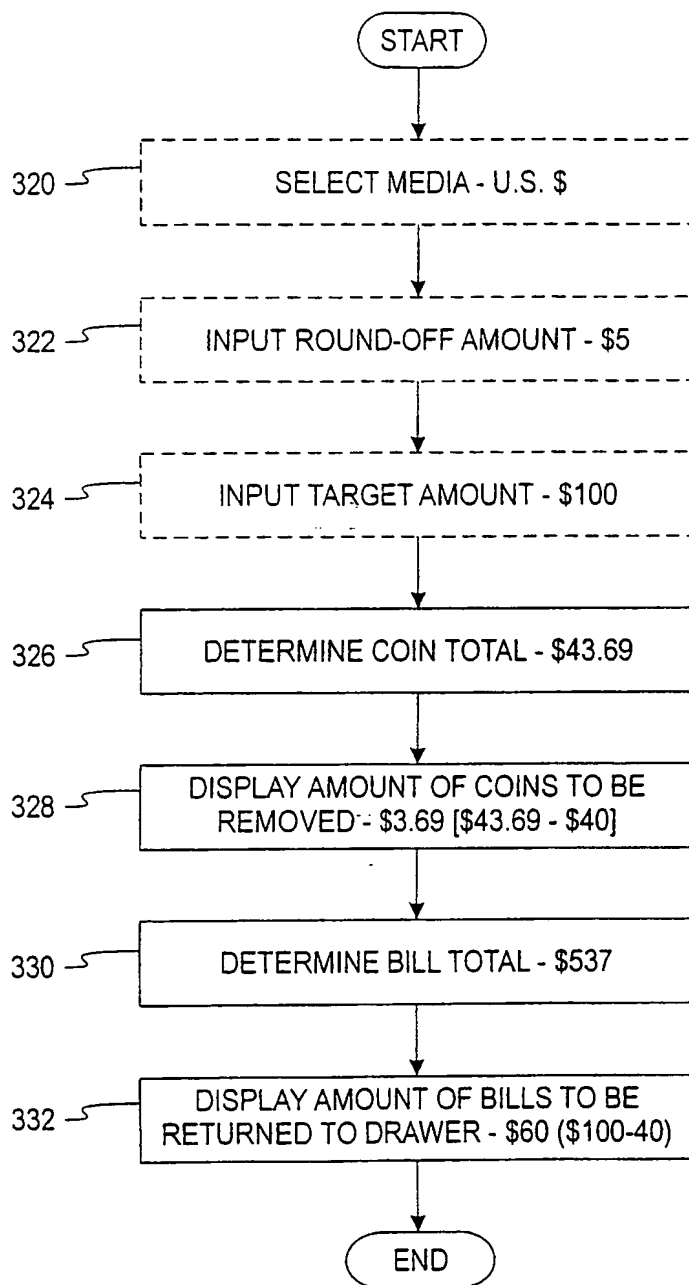 START
320
SELECT MEDIA - U.S. $
322
INPUT ROUND-OFF AMOUNT - $5
324
INPUT TARGET AMOUNT - $100
326
DETERMINE COIN TOTAL - $43.69
328
DISPLAY AMOUNT OF COINS TO BE
REMOVED - $3.69 [$43.69 - $40]
330
DETERMINE BILL TOTAL - $537
332
DISPLAY AMOUNT OF BILLS TO BE
RETURNED TO DRAWER - $60 ($100-40)
END